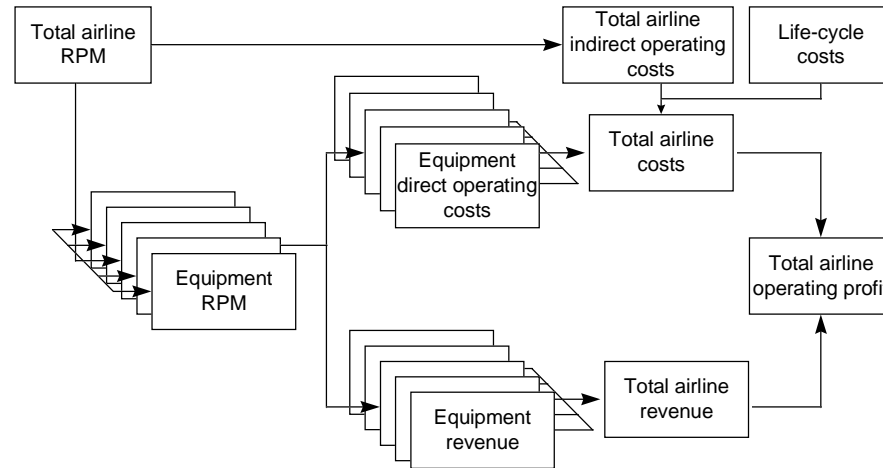 Total airline
RPM
Total airline
indirect operating
costs
Life-cycle
costs
Equipment
direct operating
costs
Total airline
costs
Equipment
RPM
Total airline
operating profi
Equipment
revenue
Total airline
revenue